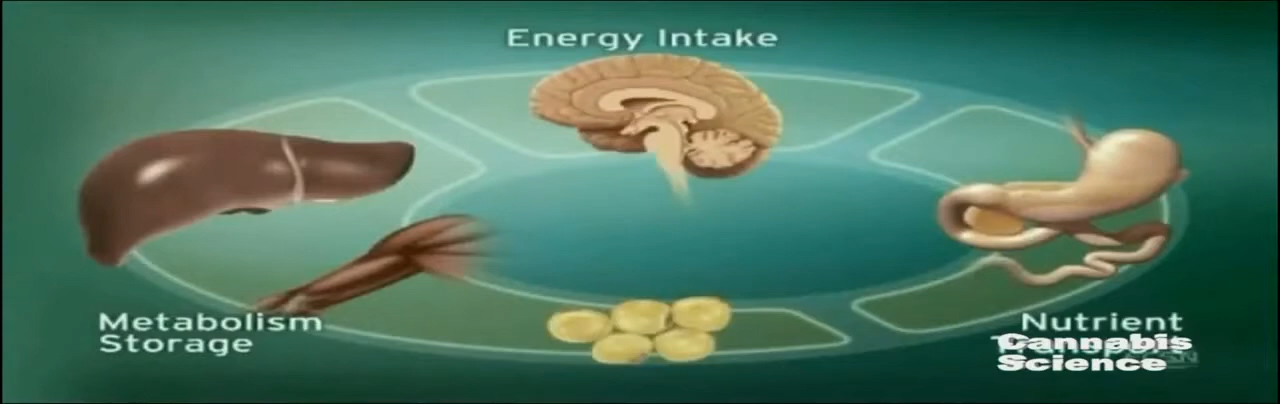 Energy Intake
Metabolism
Storage
Nutrient
Cannabis
Science